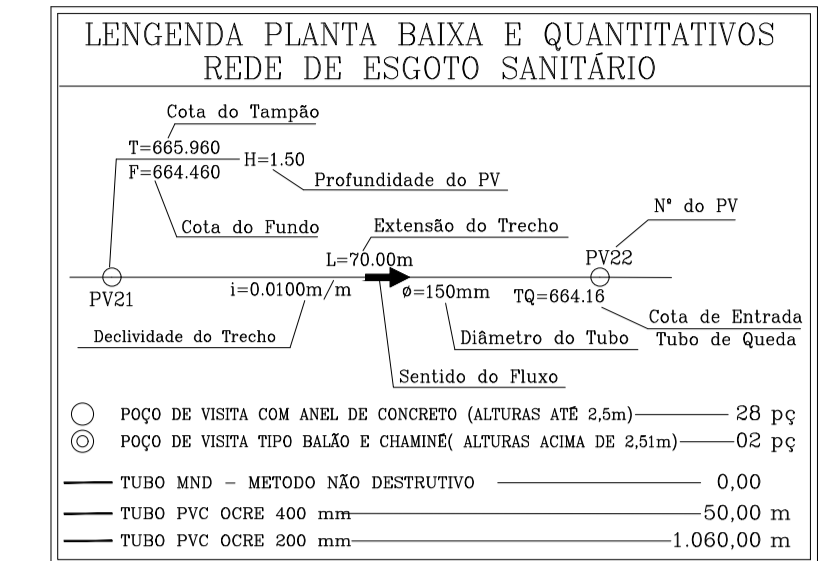 LENGENDA PLANTA BAIXA E QUANTITATIVOS
REDE DE ESGOTO SANITÁRIO
Cota do Tampão
T=665.960
H=1.50
F=664.460
Profundidade do PV
Nº do PV
Cota do Fundo
Extensão do Trecho
L=70.00m
PV22
PV21
i=0.0100m/m
ø=150mm
TQ=664.16
Cota de Entrada
Tubo de Queda
Declividade do Trecho
Diâmetro do Tubo
Sentido do Fluxo
POÇO DE VISITA COM ANEL DE CONCRETO (ALTURAS ATÉ 2,5m) 28 pç
POÇO DE VISITA TIPO BALÃO E CHAMINÉ( ALTURAS ACIMA DE 2,51m) 02 pç
TUBO MND - METODO NÃO DESTRUTIVO 0,00
TUBO PVC OCRE 400 mm 50,00 m
TUBO PVC OCRE 200 mm 1.060,00 m